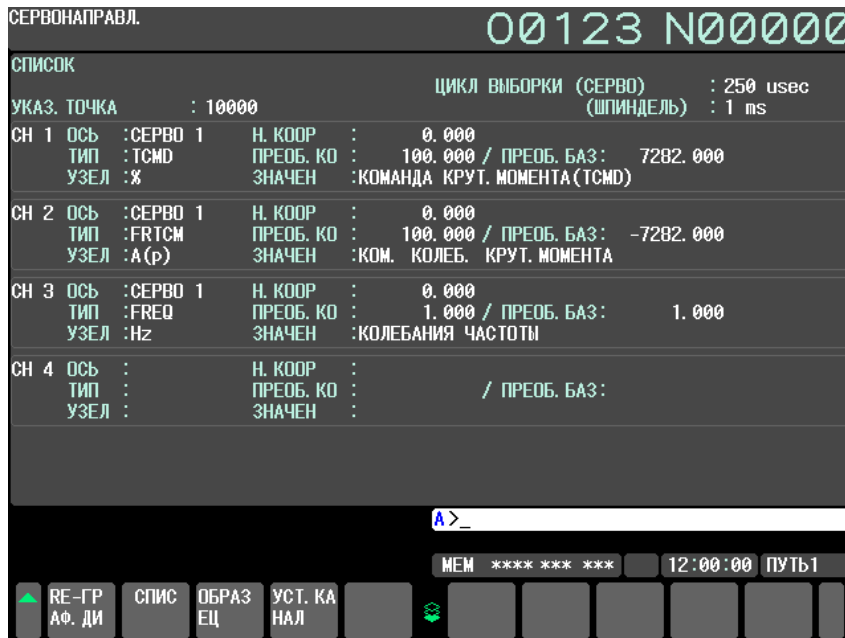 СЕРВОНАПРАВЛ. O0123 N00000
СПИСОК
ЦИКЛ ВЫБОРКИ (СЕРВО) : 250 usec
УКАЗ. ТОЧКА : 10000 (ШПИНДЕЛЬ) : 1 ms
CH 1 ОСЬ :СЕРВО 1 Н. КООР : 0.000
ТИП :TCMD ПРЕОБ. КО : 100.000 / ПРЕОБ. БАЗ: 7282.000
УЗЕЛ :% ЗНАЧЕН :КОМАНДА КРУТ. МОМЕНТА(TCMD)
CH 2 ОСЬ :СЕРВО 1 Н. КООР : 0.000
ТИП :FRTCM ПРЕОБ. КО : 100.000 / ПРЕОБ. БАЗ: -7282.000
УЗЕЛ :A(p) ЗНАЧЕН :КОМ. КОЛЕБ. КРУТ. МОМЕНТА
CH 3 ОСЬ :СЕРВО 1 Н. КООР : 0.000
ТИП :FREQ ПРЕОБ. КО : 1.000 / ПРЕОБ. БАЗ: 1.000
УЗЕЛ :Hz ЗНАЧЕН :КОЛЕБАНИЯ ЧАСТОТЫ
CH 4 ОСЬ : Н. КООР :
ТИП : ПРЕОБ. КО : / ПРЕОБ. БАЗ:
УЗЕЛ : ЗНАЧЕН :
A>_
MEM **** *** *** 12:00:00 ПУТЬ1
RE-ГР СПИС ОБРАЗ УСТ. КА
АФ. ДИ ЕЦ НАЛ